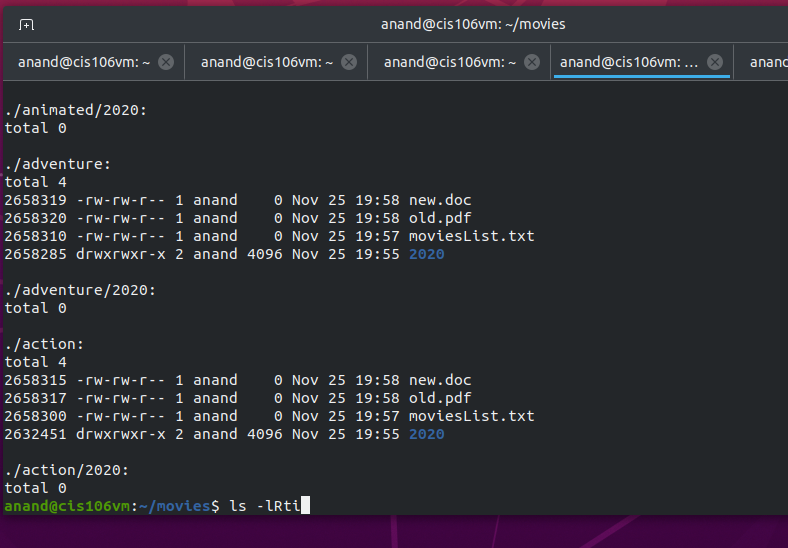 anand@cis106vm: ~/movies
anand@cis106vm: ~ anand@cis106vm: ~ anand@cis106vm: ~ anand@cis106vm: ... anand
./animated/2020:
total 0
./adventure:
total 4
2658319 -rw-rw-r-- 1 anand    0 Nov 25 19:58 new.doc
2658320 -rw-rw-r-- 1 anand    0 Nov 25 19:58 old.pdf
2658310 -rw-rw-r-- 1 anand    0 Nov 25 19:57 moviesList.txt
2658285 drwxrwxr-x 2 anand 4096 Nov 25 19:55 2020
./adventure/2020:
total 0
./action:
total 4
2658315 -rw-rw-r-- 1 anand    0 Nov 25 19:58 new.doc
2658317 -rw-rw-r-- 1 anand    0 Nov 25 19:58 old.pdf
2658300 -rw-rw-r-- 1 anand    0 Nov 25 19:57 moviesList.txt
2632451 drwxrwxr-x 2 anand 4096 Nov 25 19:55 2020
./action/2020:
total 0
anand@cis106vm:~/movies$ ls -lRti